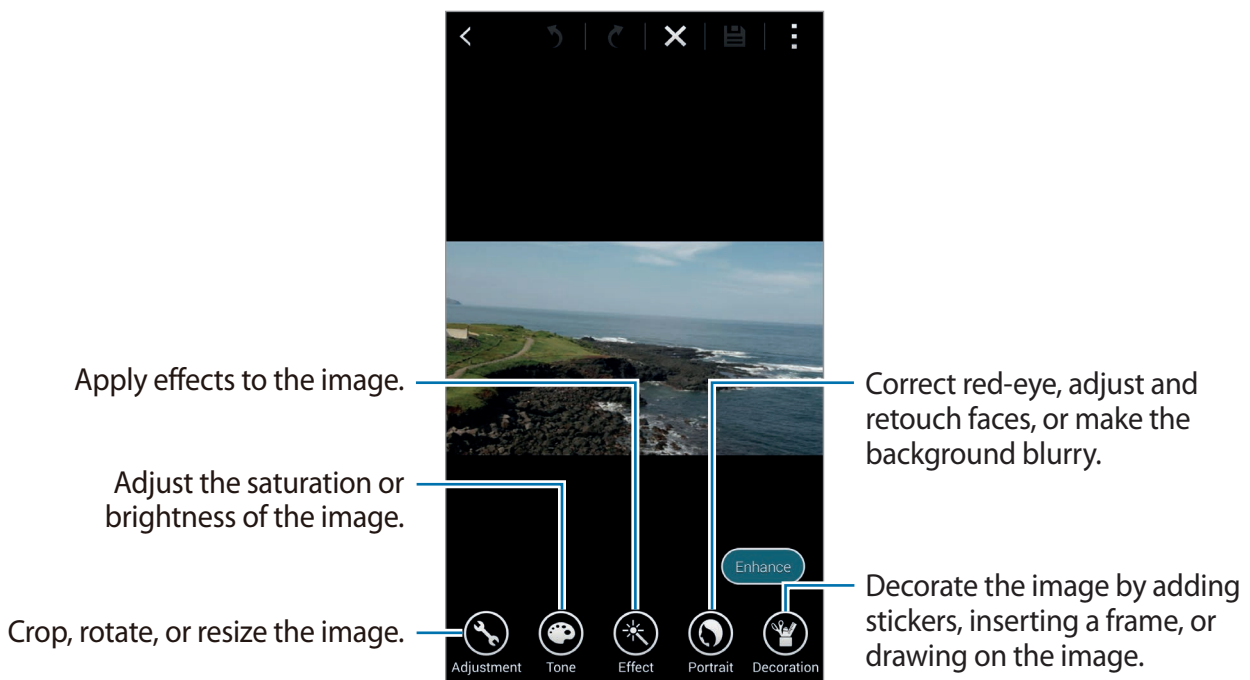 Apply effects to the image.
Adjust the saturation or
brightness of the image.
Crop, rotate, or resize the image.
Correct red-eye, adjust and
retouch faces, or make the
background blurry.
Enhance
Decorate the image by adding
stickers, inserting a frame, or
drawing on the image.
Adjustment
Tone
Effect
Portrait
Decoration